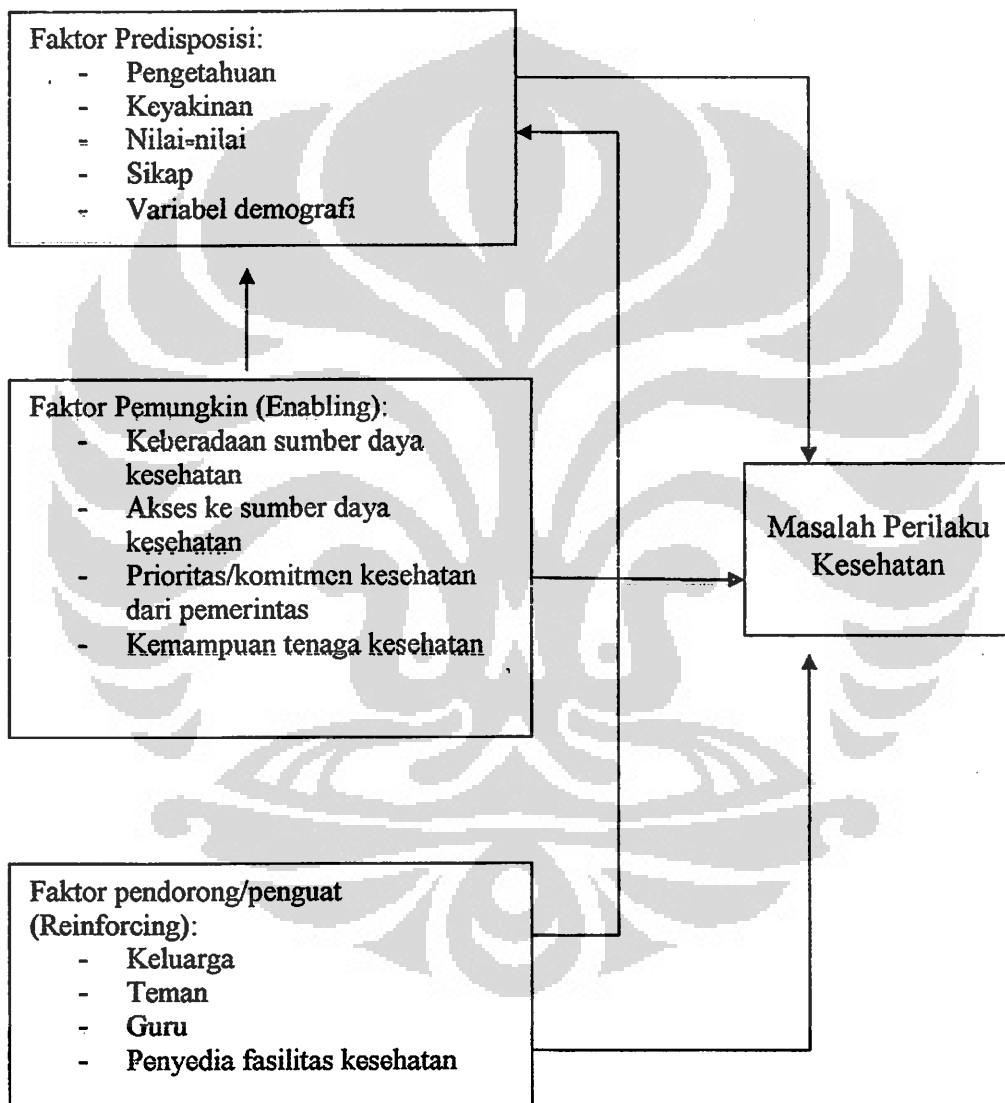 Faktor Predisposisi:
- Pengetahuan
- Keyakinan
- Nilai-nilai
- Sikap
- Variabel demografi
Faktor Pemungkin (Enabling):
- Keberadaan sumber daya
kesehatan
- Akses ke sumber daya
kesehatan
- Prioritas/komitmen kesehatan
dari pemerintas
- Kemampuan tenaga kesehatan
Masalah Perilaku
Kesehatan
Faktor pendorong/penguat
(Reinforcing):
- Keluarga
- Teman
- Guru
- Penyedia fasilitas kesehatan